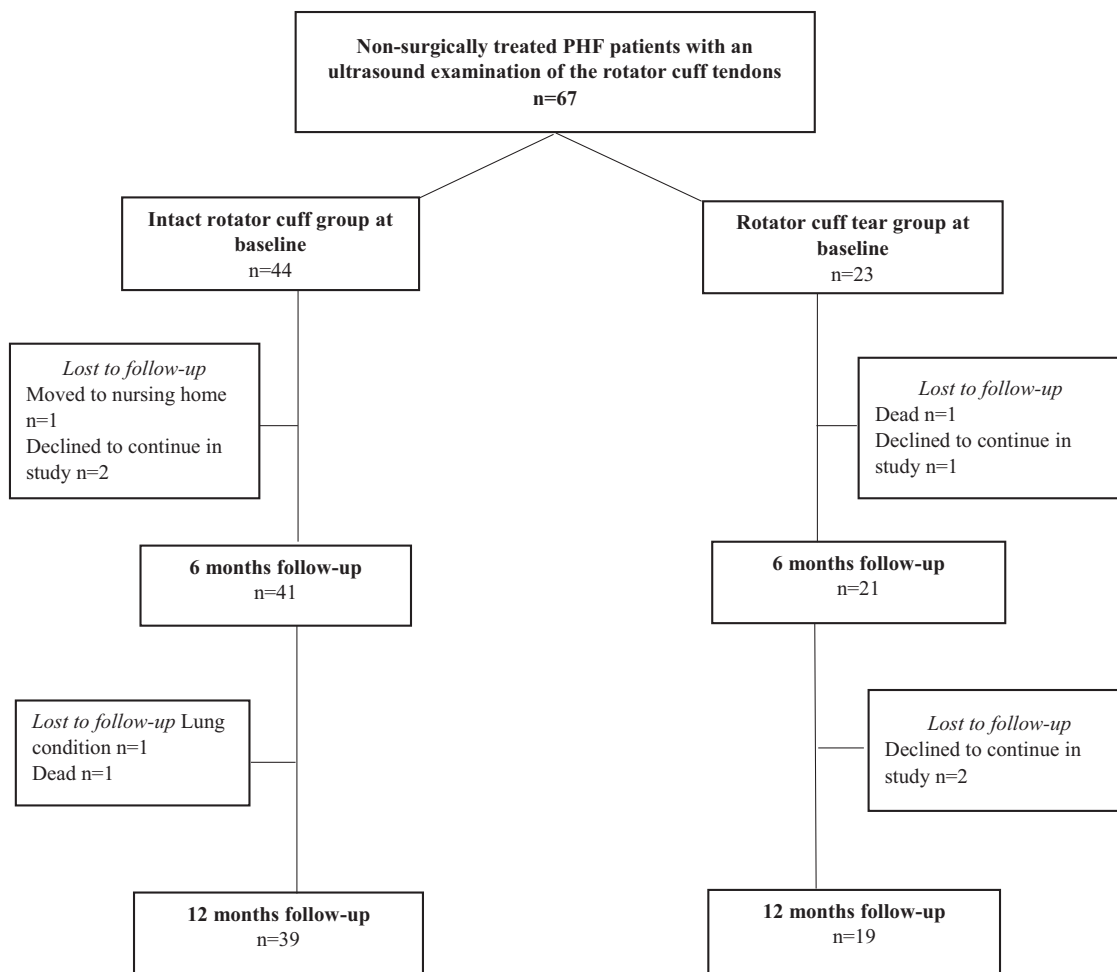 Non-surgically treated PHF patients with an
ultrasound examination of the rotator cuff tendons
n=67
Intact rotator cuff group at
baseline
n=44
Rotator cuff tear group at
baseline
n=23
Lost to follow-up
Moved to nursing home
n=1
Declined to continue in
study n=2
Lost to follow-up
Dead n=1
Declined to continue in
study n=1
6 months follow-up
n=41
6 months follow-up
n=21
Lost to follow-up Lung
condition n=1
Dead n=1
Lost to follow-up
Declined to continue in
study n=2
12 months follow-up
n=39
12 months follow-up
n=19